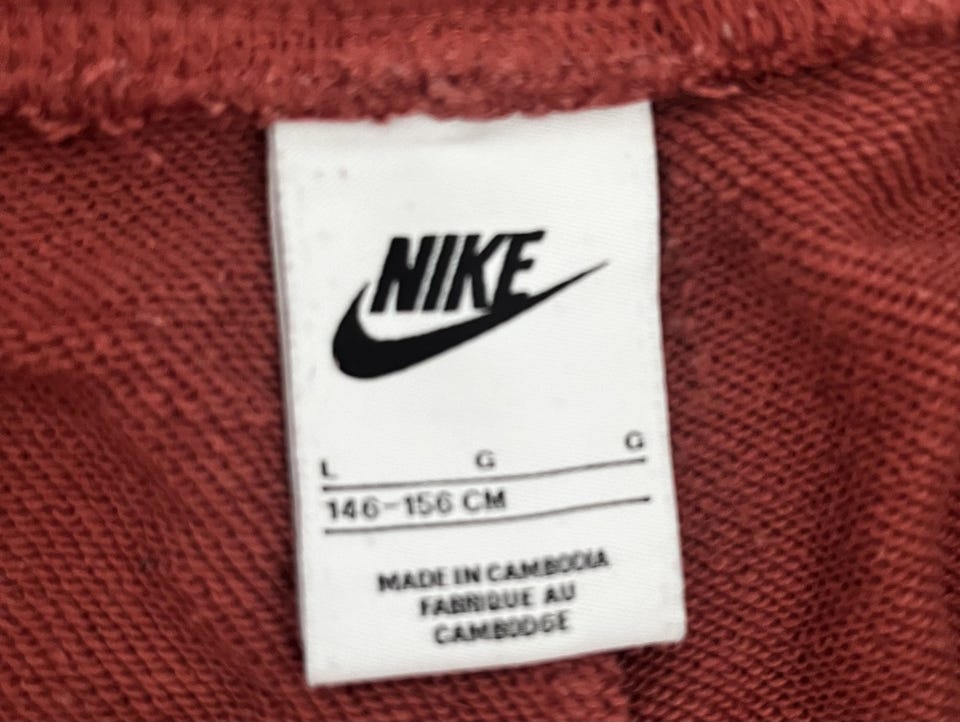 NIKE
L G G
146-156 CM
MADE IN CAMBODIA
FABRIQUE AU
CAMBODGE